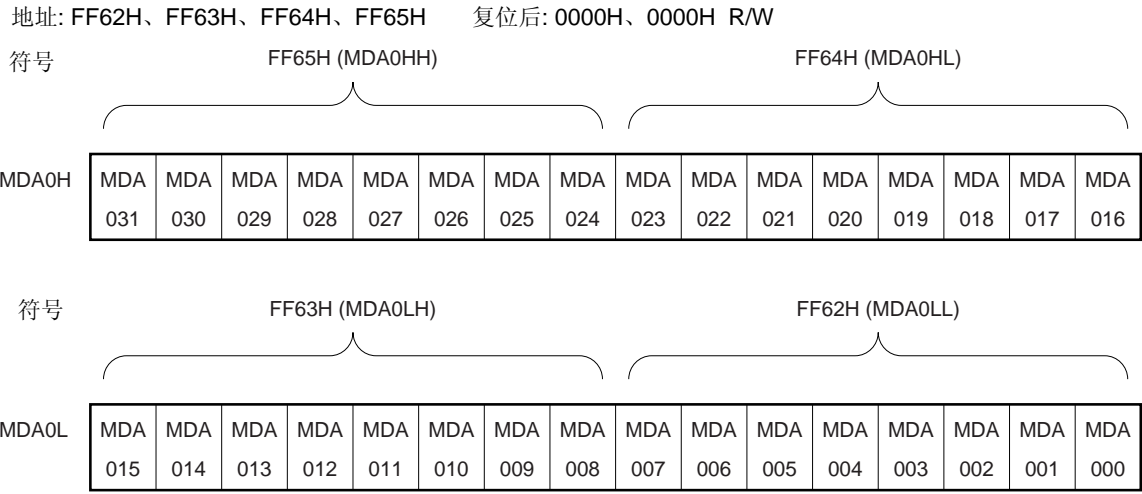 地址: FF62H、FF63H、FF64H、FF65H 复位后: 0000H、0000H R/W
符号 FF65H (MDA0HH) FF64H (MDA0HL)
MDA0H MDA MDA MDA MDA MDA MDA MDA MDA MDA MDA MDA MDA MDA MDA MDA MDA
031 030 029 028 027 026 025 024 023 022 021 020 019 018 017 016
符号 FF63H (MDA0LH) FF62H (MDA0LL)
MDA0L MDA MDA MDA MDA MDA MDA MDA MDA MDA MDA MDA MDA MDA MDA MDA MDA
015 014 013 012 011 010 009 008 007 006 005 004 003 002 001 000